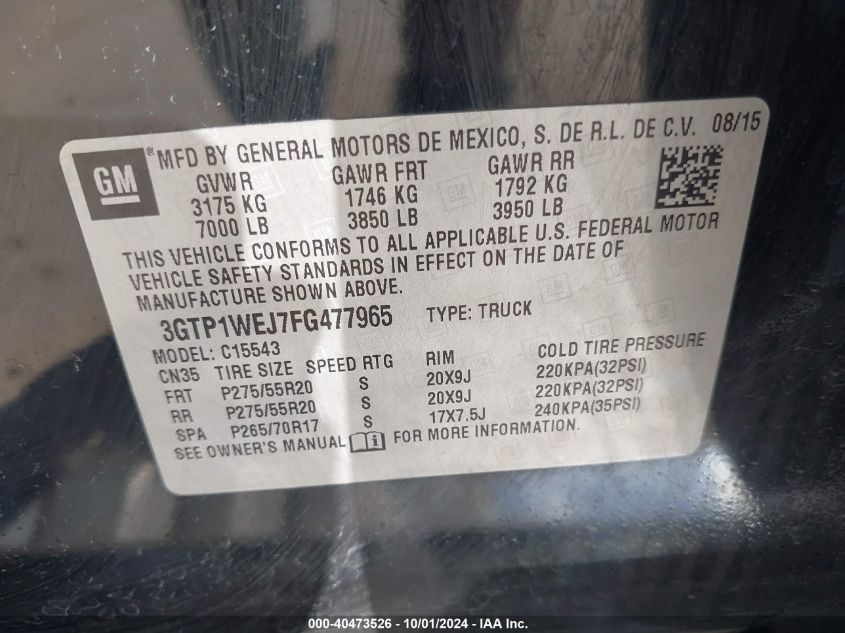 GM
® MFD BY GENERAL MOTORS DE MEXICO, S. DE R.L. DE C.V. 08/15
GVWR GAWR FRT GAWR RR
3175 KG 1746 KG 1792 KG
7000 LB 3850 LB 3950 LB
THIS VEHICLE CONFORMS TO ALL APPLICABLE U.S. FEDERAL MOTOR
VEHICLE SAFETY STANDARDS IN EFFECT ON THE DATE OF
MANUFACTURE SHOWN ABOVE.
3GTP1WEJ7FG477965 TYPE: TRUCK
MODEL: C15543
CN35 TIRE SIZE SPEED RTG RIM COLD TIRE PRESSURE
FRT P275/55R20 S 20X9J 220KPA(32PSI)
RR P275/55R20 S 20X9J 220KPA(32PSI)
SPA P265/70R17 S 17X7.5J 240KPA(35PSI)
SEE OWNER'S MANUAL i FOR MORE INFORMATION.
000-40473526 - 10/01/2024 - IAA Inc.